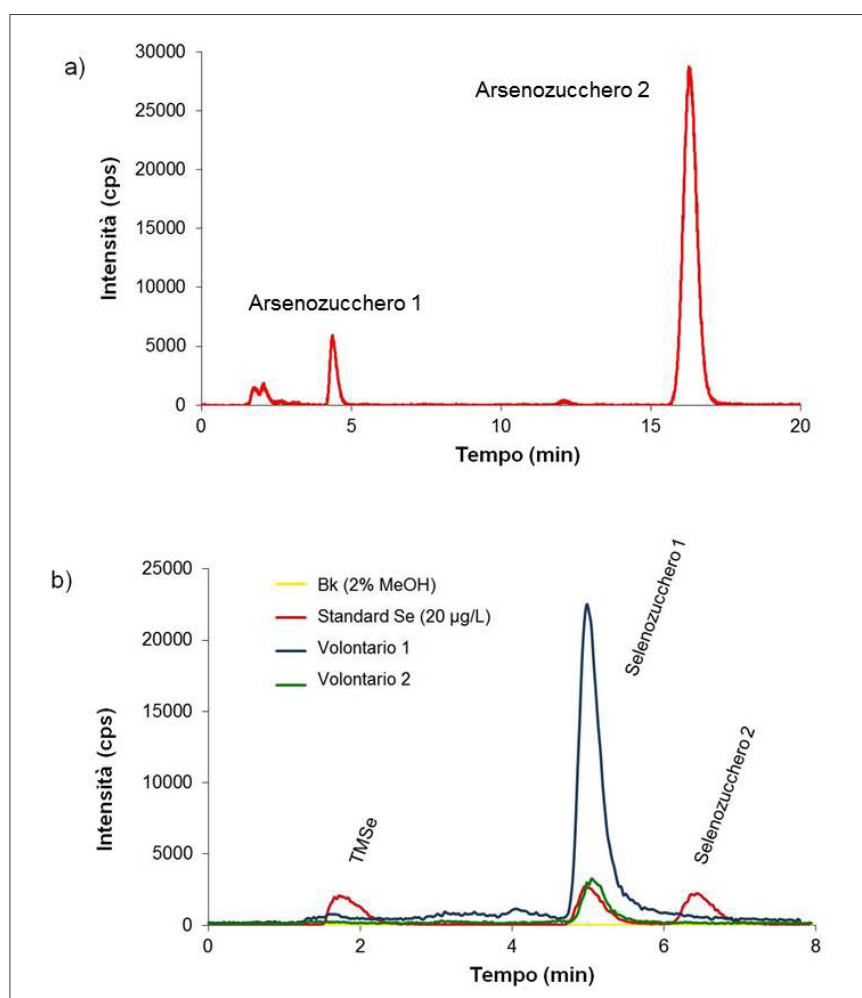 a)
30000
25000
20000
15000
10000
5000
0
Intensità (cps)
Arsenozucchero 2
Arsenozucchero 1
0 5 10 15 20
Tempo (min)
b)
25000
20000
15000
10000
5000
0
Intensità (cps)
Bk (2% MeOH)
Standard Se (20 µg/L)
Volontario 1
Volontario 2
TMSe
Selenozucchero 1
Selenozucchero 2
0 2 4 6 8
Tempo (min)